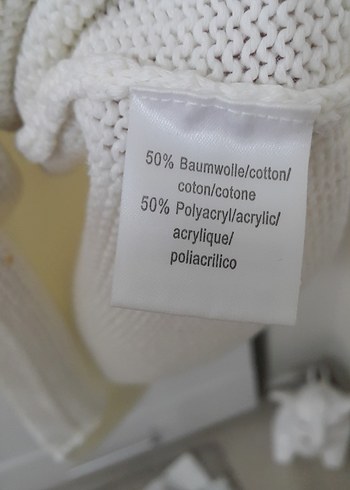 50% Baumwolle/cotton/
coton/cotone
50% Polyacryl/acrylic/
acrylique/
poliacrilico